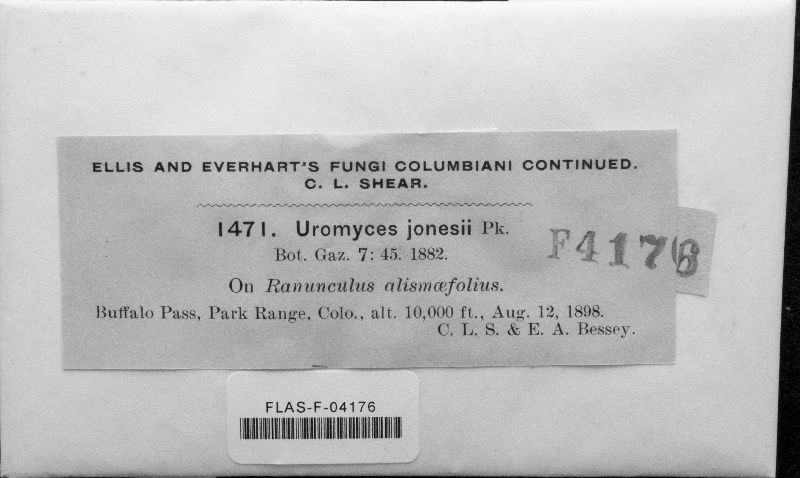 ELLIS AND EVERHART'S FUNGI COLUMBIANI CONTINUED.
C. L. SHEAR.
1471. Uromyces jonesii Pk.
Bot. Gaz. 7: 45. 1882.
F4176
On Ranunculus alismæfolius.
Buffalo Pass, Park Range, Colo., alt. 10,000 ft., Aug. 12, 1898.
C. L. S. & E. A. Bessey.
FLAS-F-04176